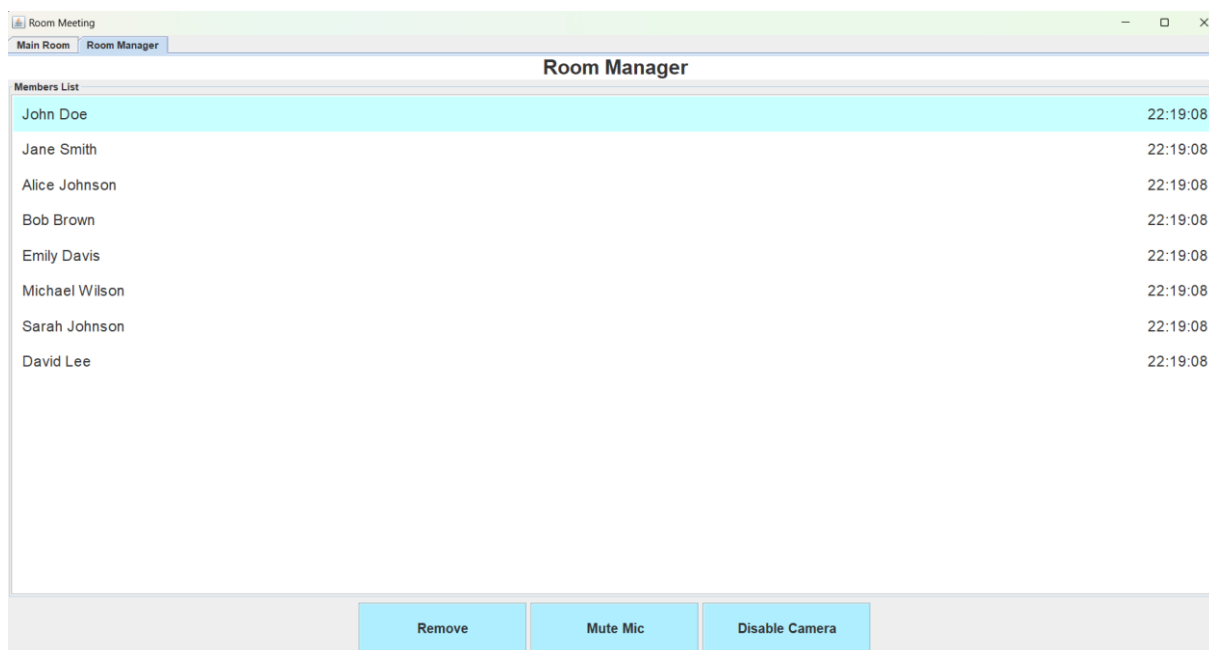 Room Meeting
Main Room Room Manager
Room Manager
Members List
John Doe 22:19:08
Jane Smith 22:19:08
Alice Johnson 22:19:08
Bob Brown 22:19:08
Emily Davis 22:19:08
Michael Wilson 22:19:08
Sarah Johnson 22:19:08
David Lee 22:19:08
Remove Mute Mic Disable Camera